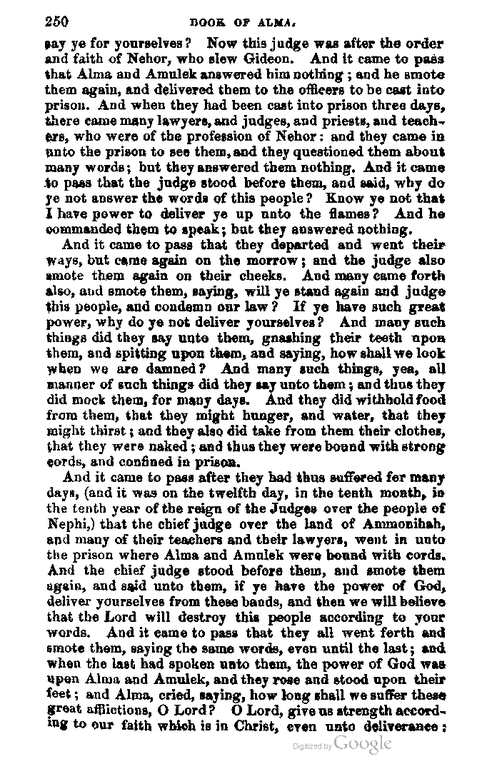 250 BOOK OF ALMA.
say ye for yourselves? Now this judge was after the order
and faith of Nehor, who slew Gideon. And it came to pass
that Alma and Amulek answered him nothing; and he smote
them again, and delivered them to the officers to be cast into
prison. And when they had been cast into prison three days,
there came many lawyers, and judges, and priests, and teach-
ers, who were of the profession of Nehor: and they came in
unto the prison to see them, and they questioned them about
many words; but they answered them nothing. And it came
to pass that the judge stood before them, and said, why do
ye not answer the words of this people? Know ye not that
I have power to deliver ye up unto the flames? And he
commanded them to speak; but they answered nothing.
And it came to pass that they departed and went their
ways, but came again on the morrow; and the judge also
smote them again on their cheeks. And many came forth
also, and smote them, saying, will ye stand again and judge
this people, and condemn our law? If ye have such great
power, why do ye not deliver yourselves? And many such
things did they say unto them, gnashing their teeth upon
them, and spitting upon them, and saying, how shall we look
when we are damned? And many such things, yea, all
manner of such things did they say unto them; and thus they
did mock them, for many days. And they did withhold food
from them, that they might hunger, and water, that they
might thirst; and they also did take from them their clothes,
that they were naked; and thus they were bound with strong
cords, and confined in prison.
And it came to pass after they had thus suffered for many
days, (and it was on the twelfth day, in the tenth month, in
the tenth year of the reign of the Judges over the people of
Nephi,) that the chief judge over the land of Ammonihah,
and many of their teachers and their lawyers, went in unto
the prison where Alma and Amulek were bound with cords.
And the chief judge stood before them, and smote them
again, and said unto them, if ye have the power of God,
deliver yourselves from these bands, and then we will believe
that the Lord will destroy this people according to your
words. And it came to pass that they all went forth and
smote them, saying the same words, even until the last; and
when the last had spoken unto them, the power of God was
upon Alma and Amulek, and they rose and stood upon their
feet; and Alma, cried, saying, how long shall we suffer these
great afflictions, O Lord? O Lord, give us strength accord-
ing to our faith which is in Christ, even unto deliverance:
Digitized by Google